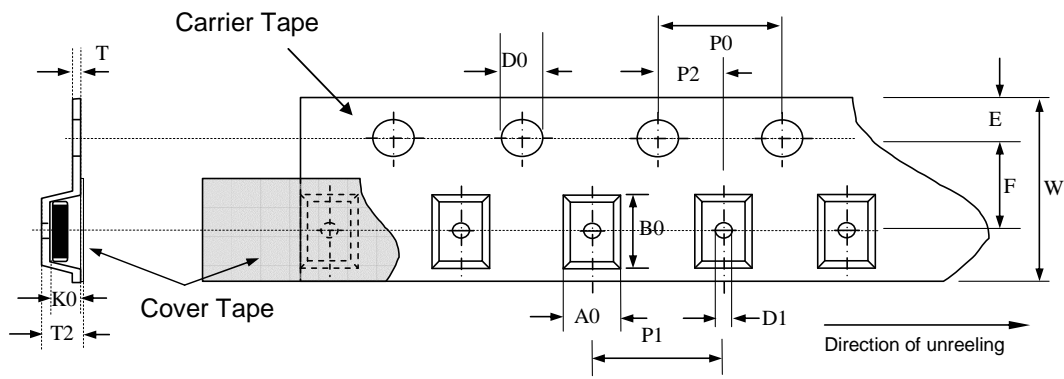 Carrier Tape
T
D0
P0
P2
E
F
W
B0
K0
Cover Tape
T2
A0
D1
P1
Direction of unreeling